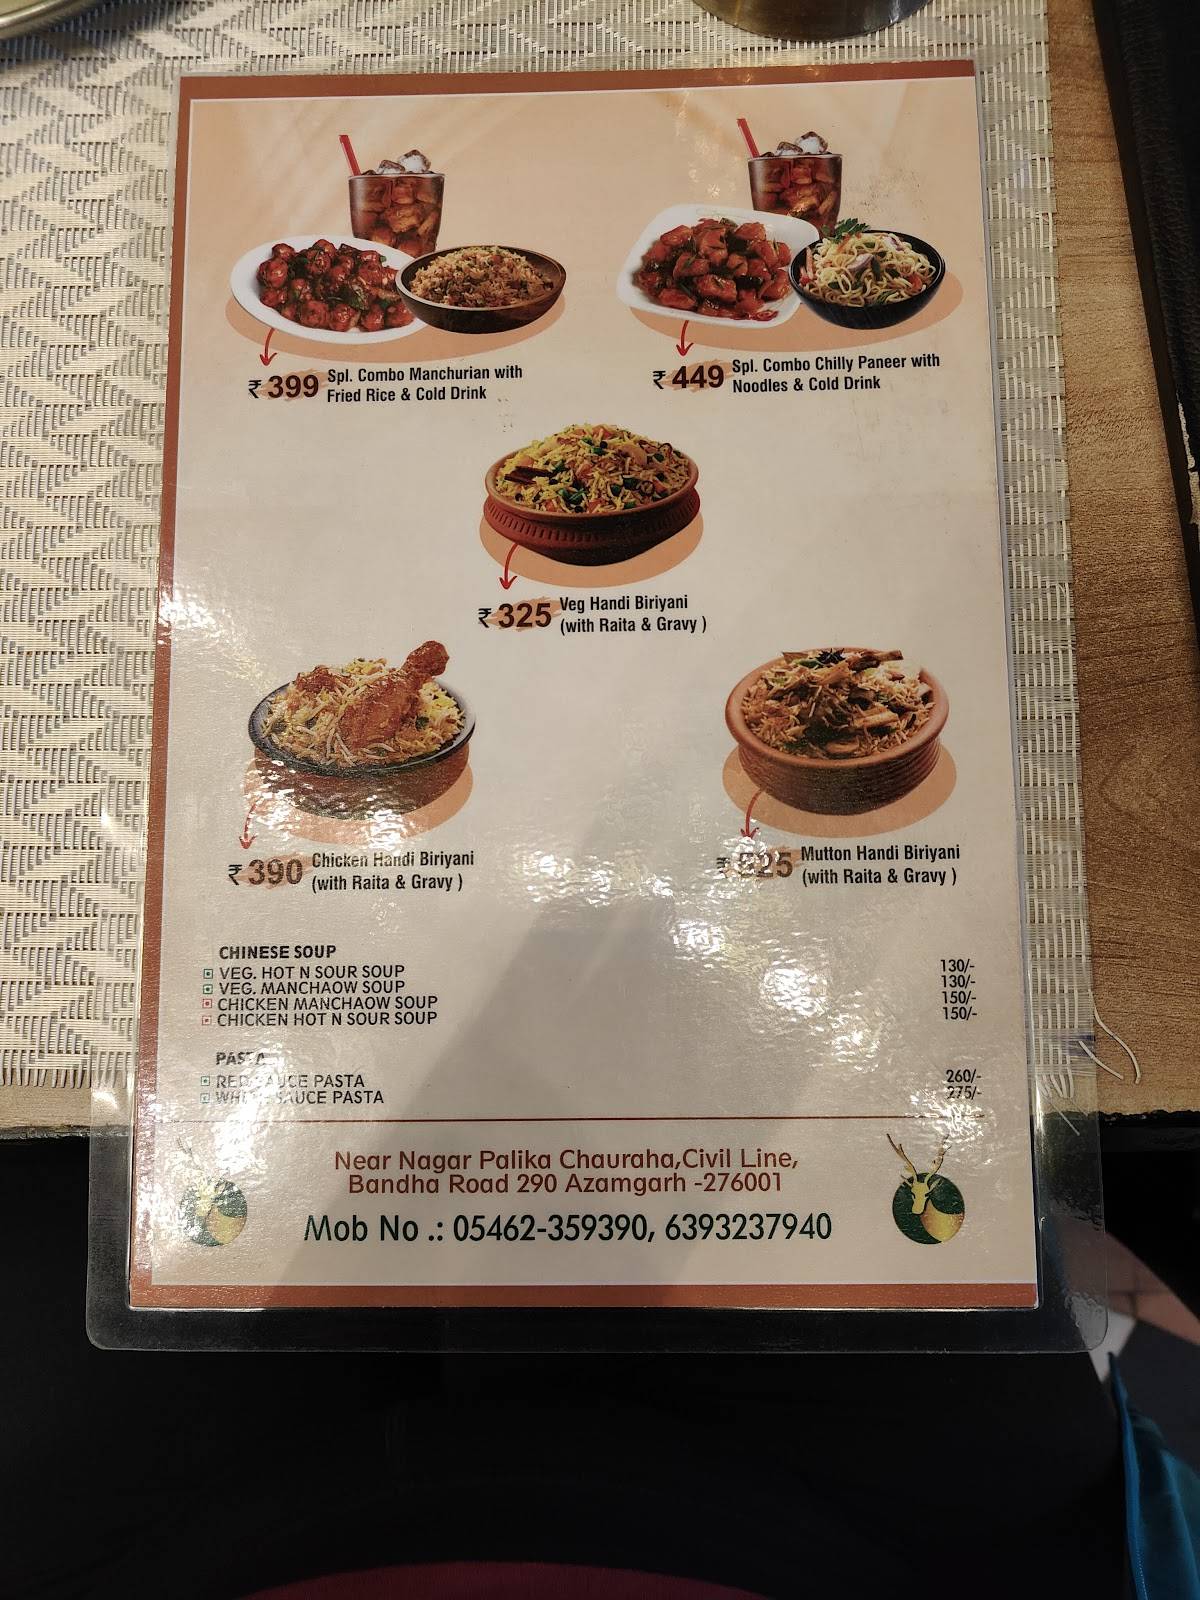 ₹ 399 Spl. Combo Manchurian with
Fried Rice & Cold Drink
₹ 449 Spl. Combo Chilly Paneer with
Noodles & Cold Drink
₹ 325 Veg Handi Biriyani
(with Raita & Gravy )
₹ 390 Chicken Handi Biriyani
(with Raita & Gravy )
₹ 525 Mutton Handi Biriyani
(with Raita & Gravy )
CHINESE SOUP
VEG. HOT N SOUR SOUP 130/-
VEG. MANCHAOW SOUP 130/-
CHICKEN MANCHAOW SOUP 150/-
CHICKEN HOT N SOUR SOUP 150/-
PASTA
RED SAUCE PASTA 260/-
WHITE SAUCE PASTA 275/-
Near Nagar Palika Chauraha,Civil Line,
Bandha Road 290 Azamgarh -276001
Mob No .: 05462-359390, 6393237940